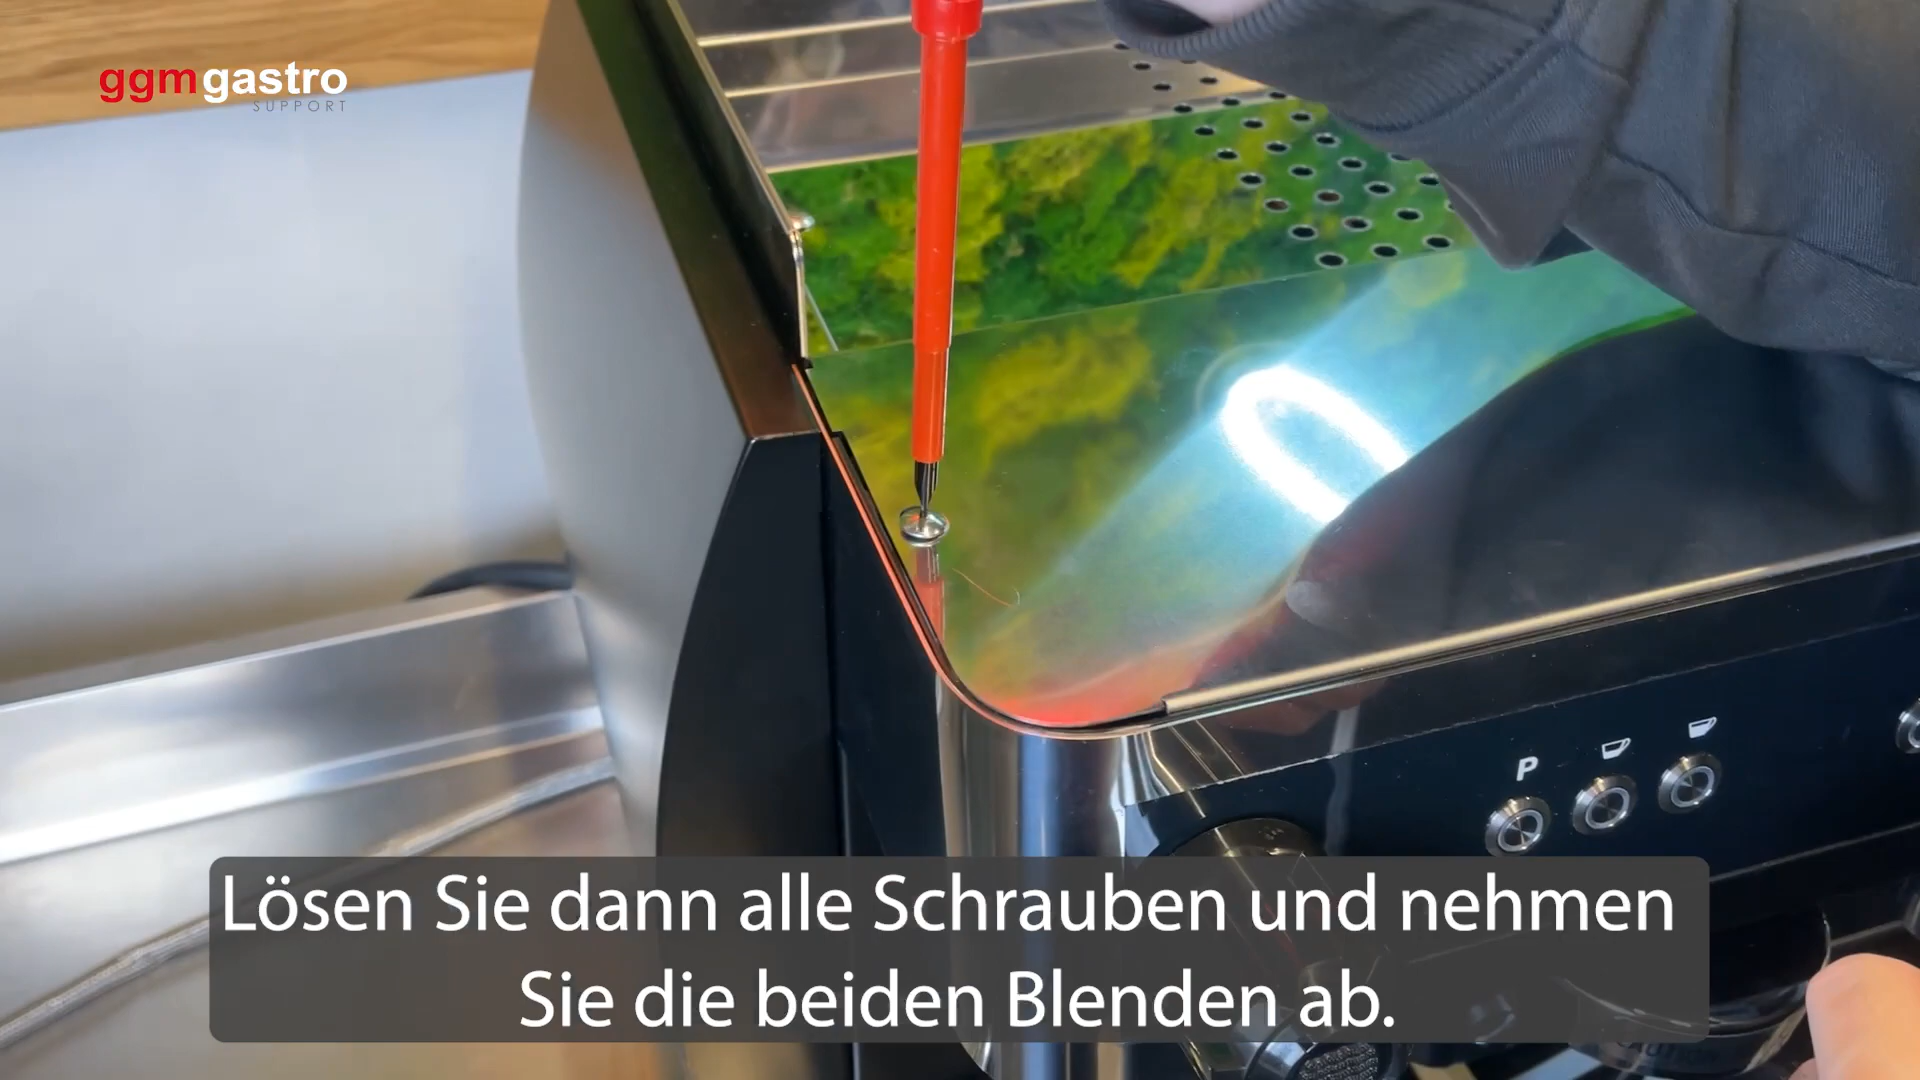 ggmgastro
SUPPORT
P
Lösen Sie dann alle Schrauben und nehmen
Sie die beiden Blenden ab.